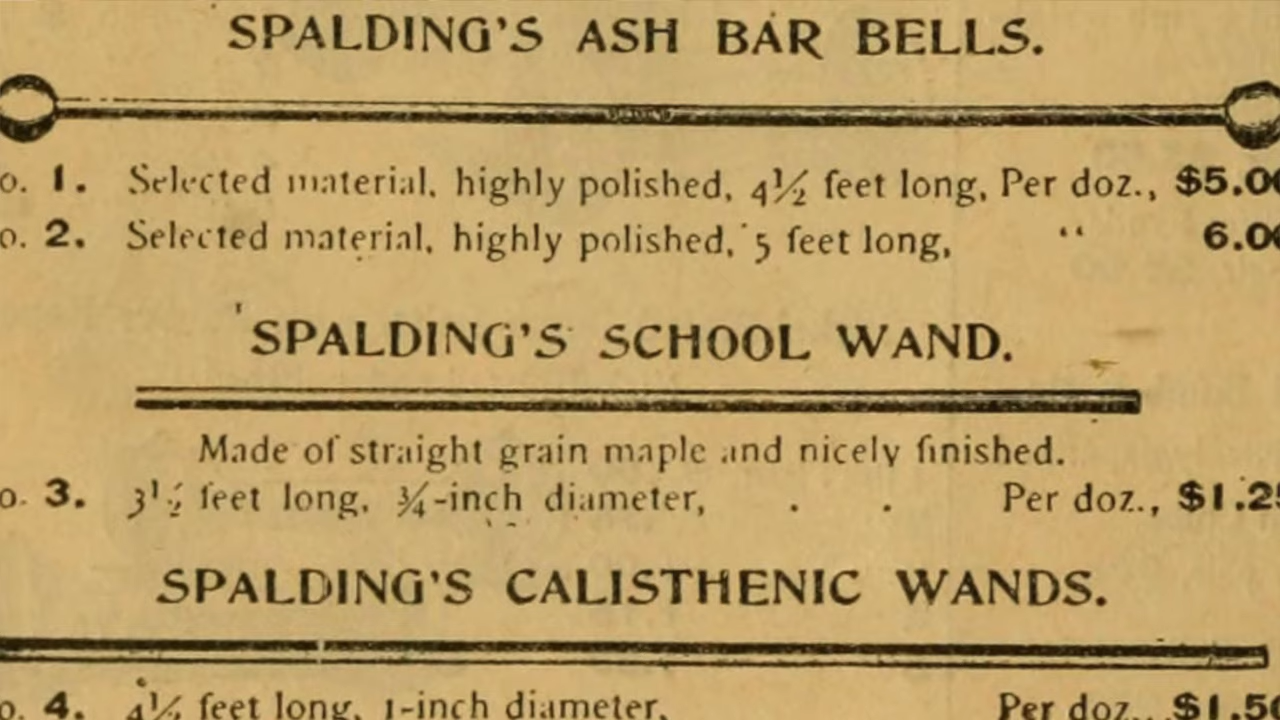 SPALDING'S ASH BAR BELLS.
o. 1. Selected material, highly polished, 4½ feet long, Per doz., $5.00
o. 2. Selected material, highly polished, 5 feet long, “ 6.00
SPALDING'S SCHOOL WAND.
Made of straight grain maple and nicely finished.
o. 3. 3½ feet long, ¾-inch diameter, . . Per doz., $1.25
SPALDING'S CALISTHENIC WANDS.
o. 4. 4½ feet long, 1-inch diameter, Per doz., $1.50